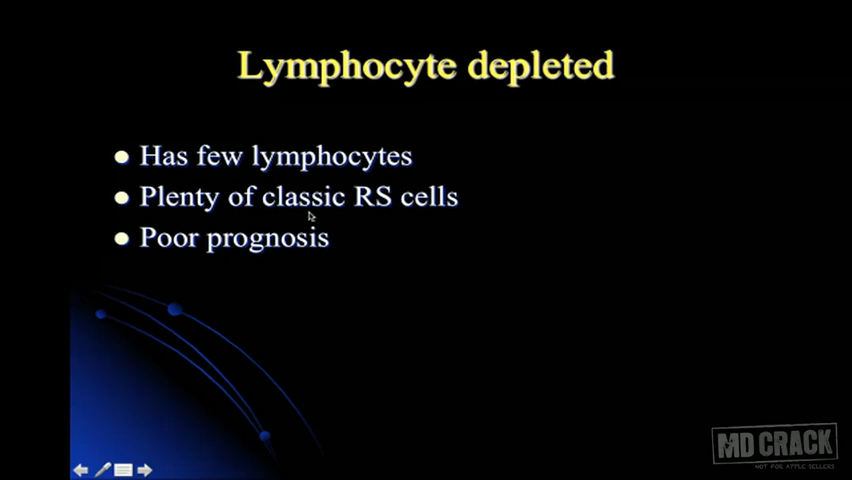 Lymphocyte depleted
Has few lymphocytes
Plenty of classic RS cells
Poor prognosis
MD CRACK
NOT FOR APPLE SELLERS